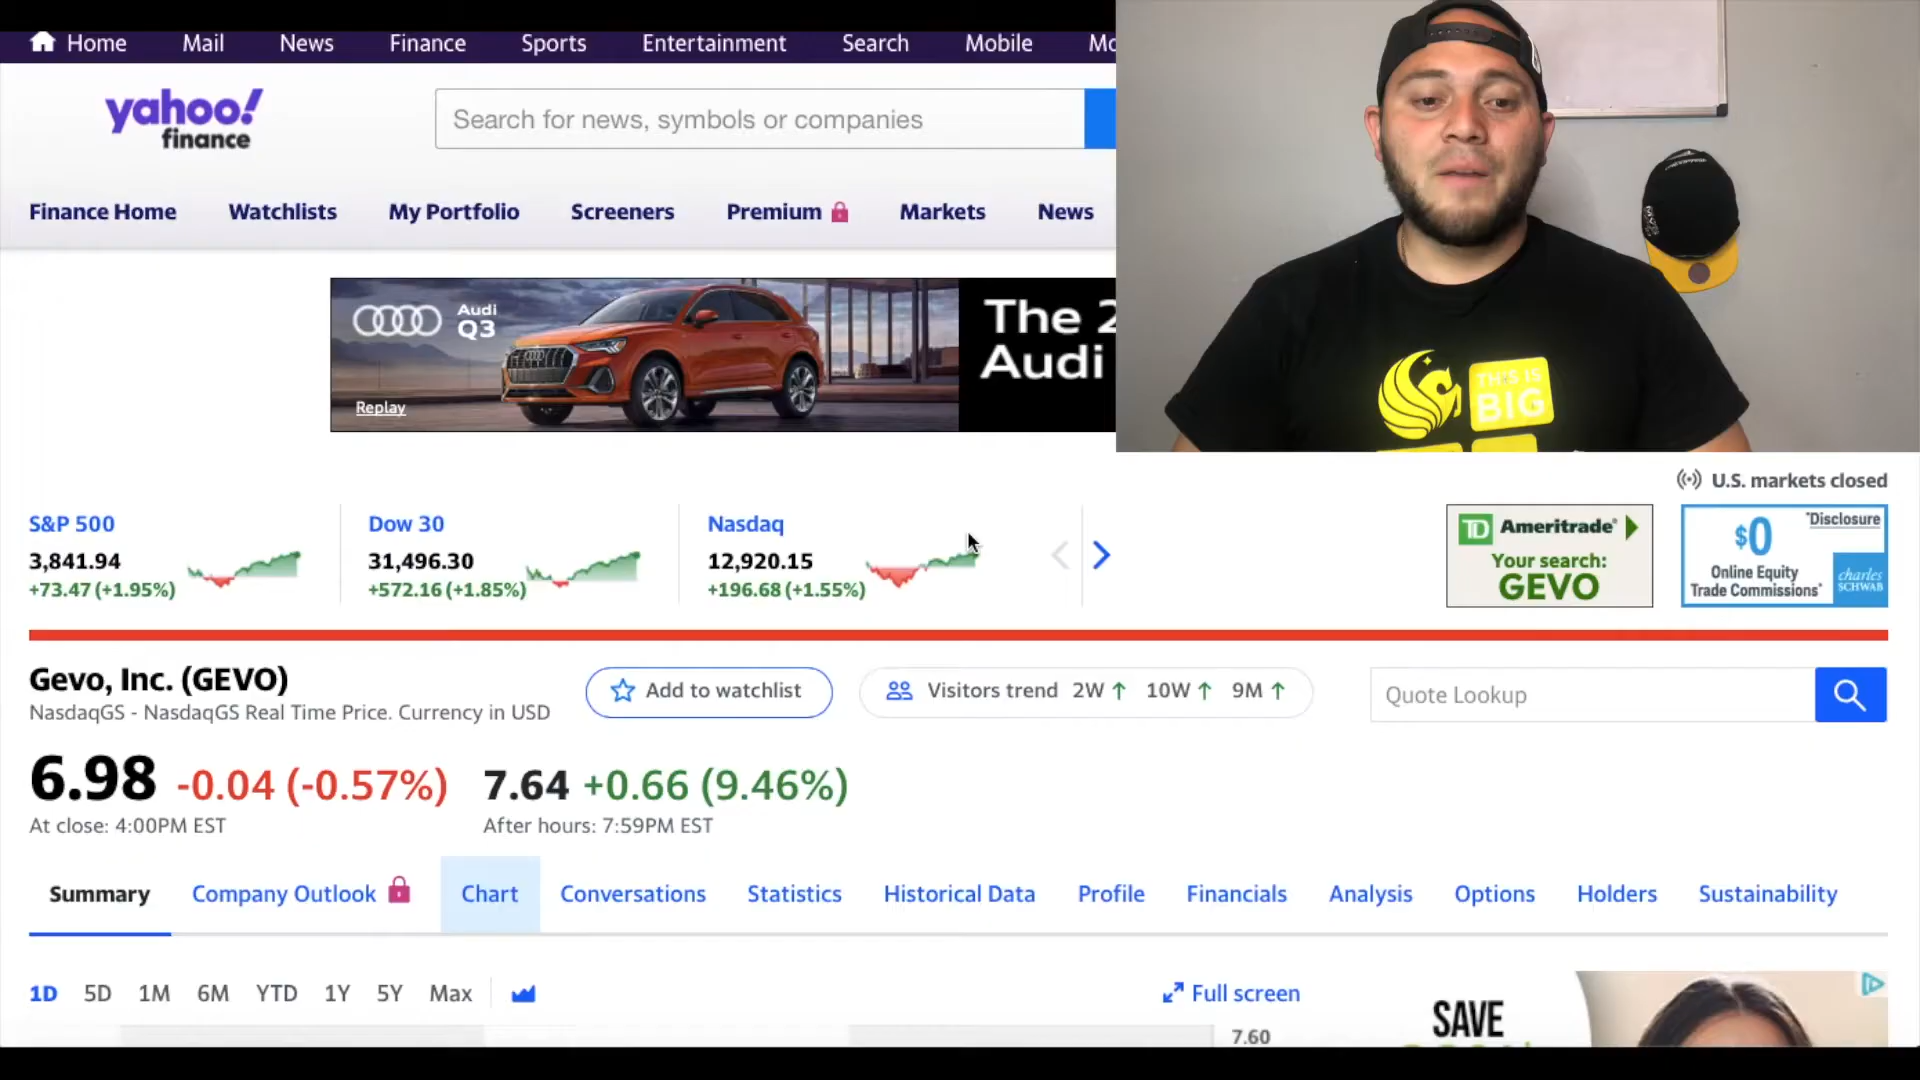 Home Mail News Finance Sports Entertainment Search Mobile
yahoo!
finance
Search for news, symbols or companies
Finance Home Watchlists My Portfolio Screeners Premium Markets News
Audi
Q3
Replay
The 2
Audi
THIS IS
BIG
U.S. markets closed
S&P 500
3,841.94
+73.47 (+1.95%)
Dow 30
31,496.30
+572.16 (+1.85%)
Nasdaq
12,920.15
+196.68 (+1.55%)
TD Ameritrade
Your search:
GEVO
*Disclosure
$0
Online Equity
Trade Commissions*
charles
SCHWAB
Gevo, Inc. (GEVO)
NasdaqGS - NasdaqGS Real Time Price. Currency in USD
Add to watchlist
Visitors trend 2W 10W 9M
Quote Lookup
6.98 -0.04 (-0.57%)
At close: 4:00PM EST
7.64 +0.66 (9.46%)
After hours: 7:59PM EST
Summary Company Outlook Chart Conversations Statistics Historical Data Profile Financials Analysis Options Holders Sustainability
1D 5D 1M 6M YTD 1Y 5Y Max
Full screen
7.60
SAVE